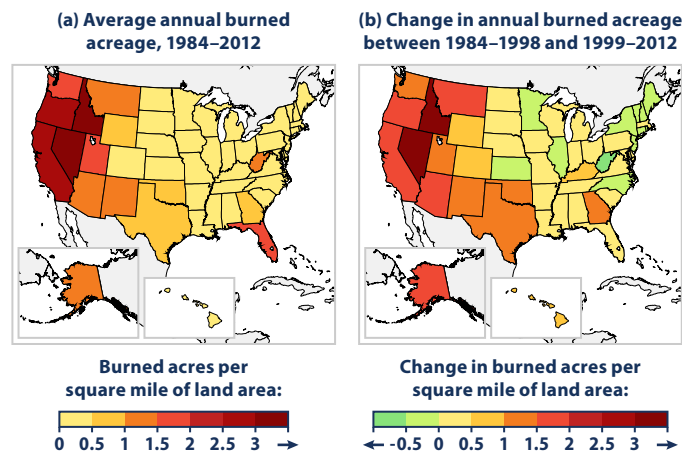 (a) Average annual burned
acreage, 1984–2012
(b) Change in annual burned acreage
between 1984–1998 and 1999–2012
Burned acres per
square mile of land area:
0 0.5 1 1.5 2 2.5 3
Change in burned acres per
square mile of land area:
-0.5 0 0.5 1 1.5 2 2.5 3